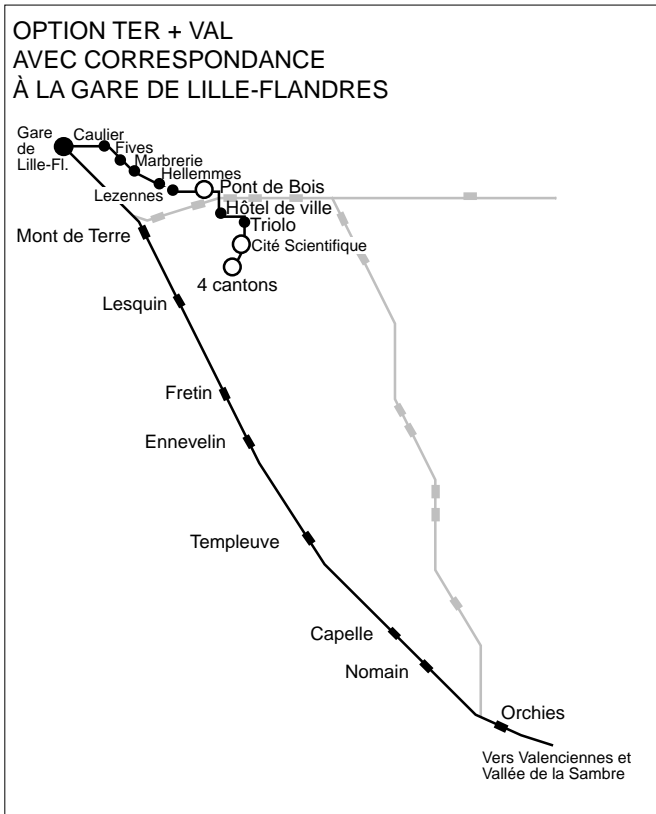 OPTION TER + VAL
AVEC CORRESPONDANCE
À LA GARE DE LILLE-FLANDRES
Gare
de
Lille-Fl.
Caulier
Fives
Marbrerie
Hellemmes
Lezennes
Pont de Bois
Hôtel de ville
Triolo
Cité Scientifique
4 cantons
Mont de Terre
Lesquin
Fretin
Ennevelin
Templeuve
Capelle
Nomain
Orchies
Vers Valenciennes et
Vallée de la Sambre